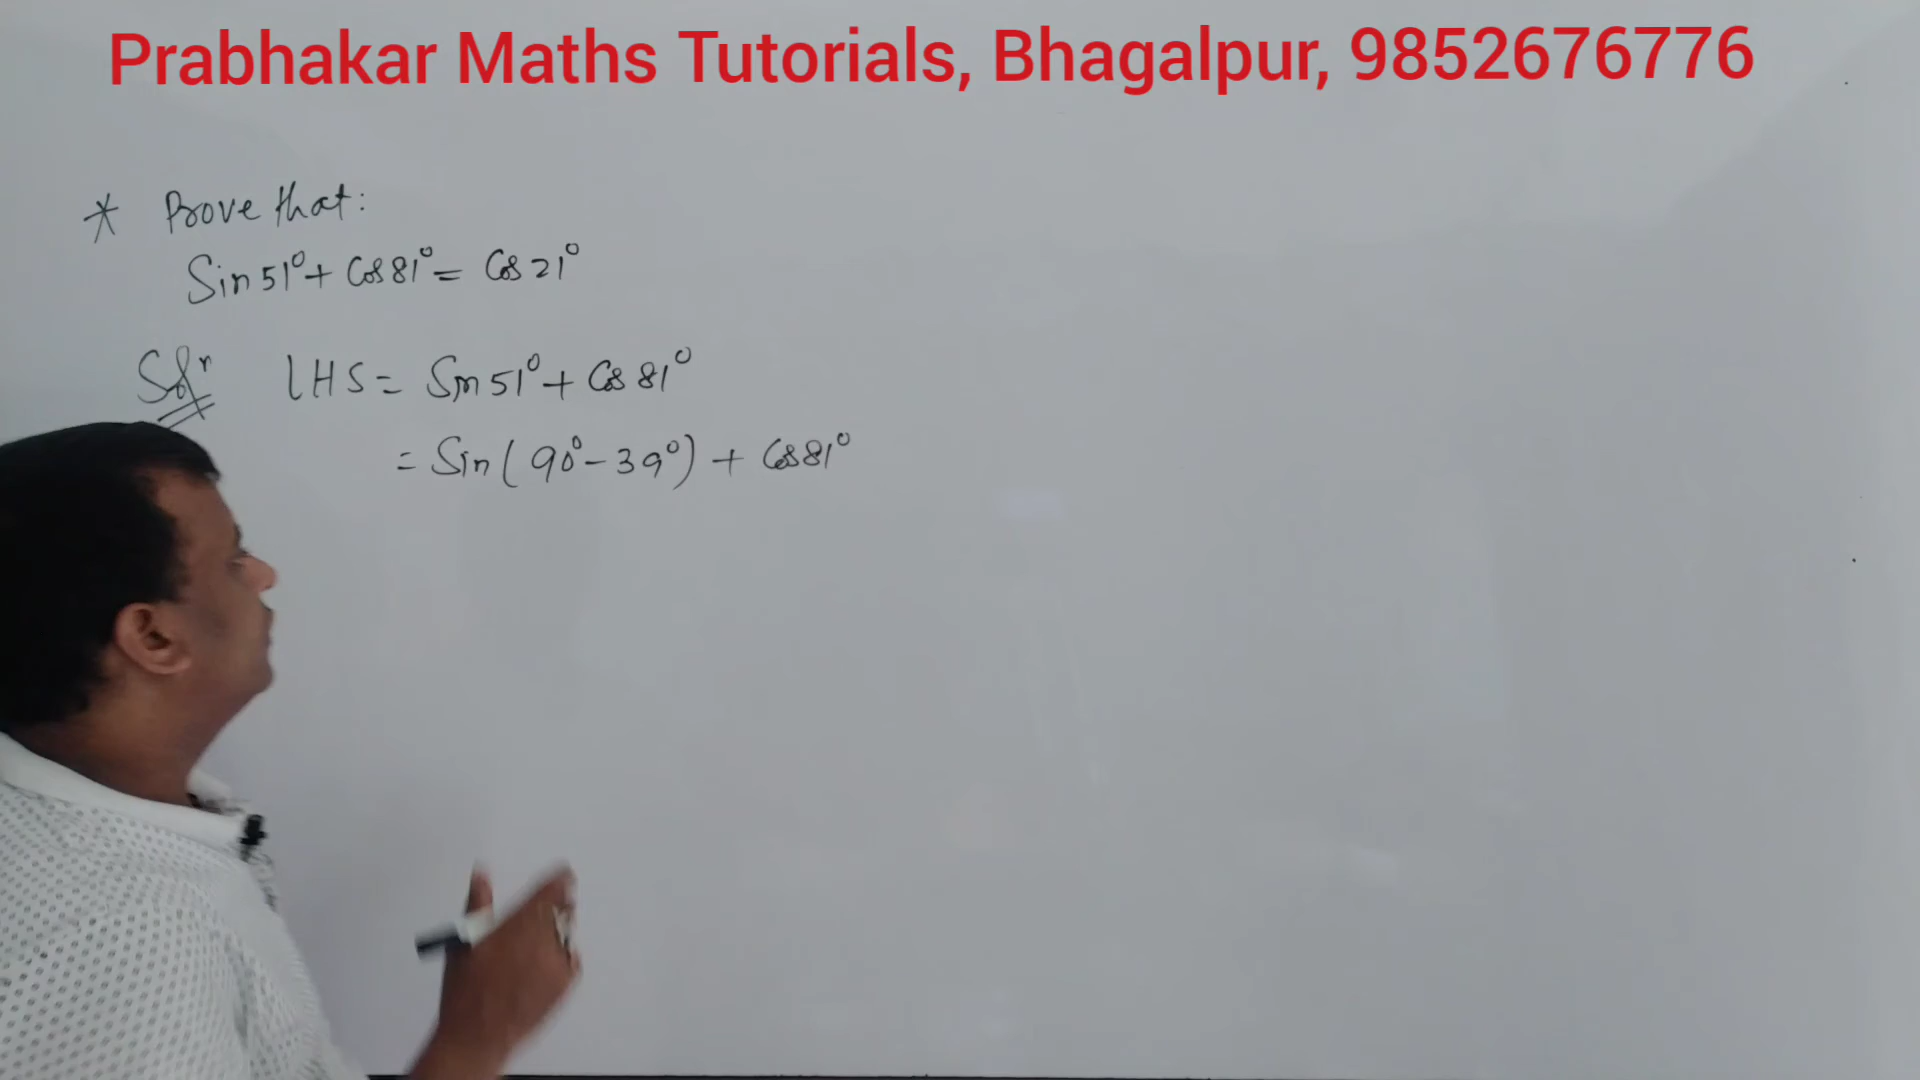 Prabhakar Maths Tutorials, Bhagalpur, 9852676776
* Prove that:
Sin 51° + Cos 81° = Cos 21°
Solⁿ LHS = Sin 51° + Cos 81°
= Sin (90° - 39°) + Cos 81°